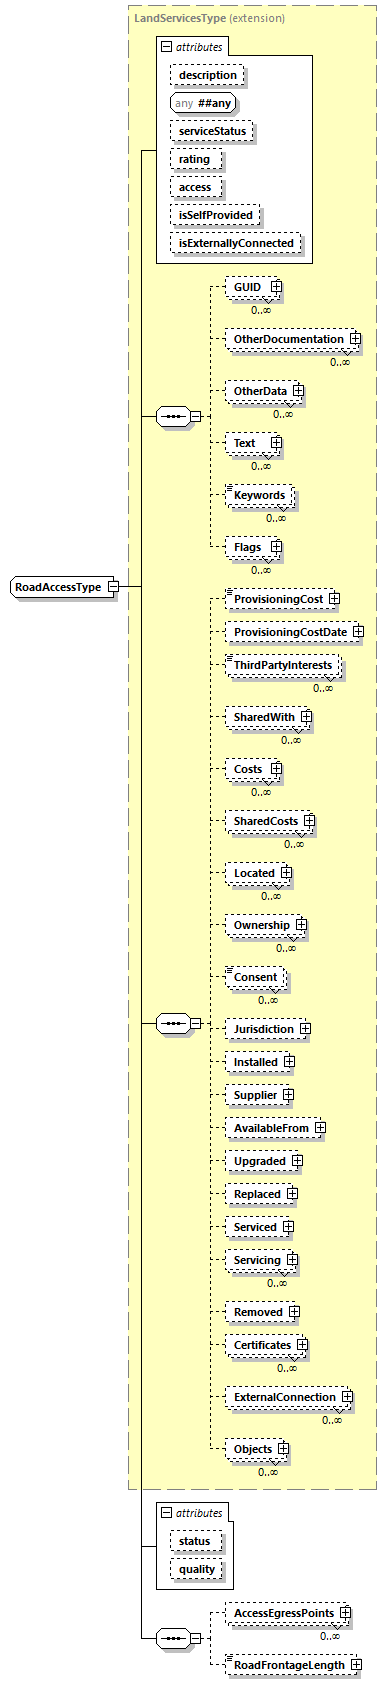 LandServicesType (extension)
attributes
description
any ##any
serviceStatus
rating
access
isSelfProvided
isExternallyConnected
GUID
0..∞
OtherDocumentation
0..∞
OtherData
0..∞
Text
0..∞
Keywords
0..∞
Flags
0..∞
RoadAccessType
ProvisioningCost
ProvisioningCostDate
ThirdPartyInterests
0..∞
SharedWith
0..∞
Costs
0..∞
SharedCosts
0..∞
Located
0..∞
Ownership
0..∞
Consent
0..∞
Jurisdiction
Installed
Supplier
AvailableFrom
Upgraded
Replaced
Serviced
Servicing
0..∞
Removed
Certificates
0..∞
ExternalConnection
0..∞
Objects
0..∞
attributes
status
quality
AccessEgressPoints
0..∞
RoadFrontageLength